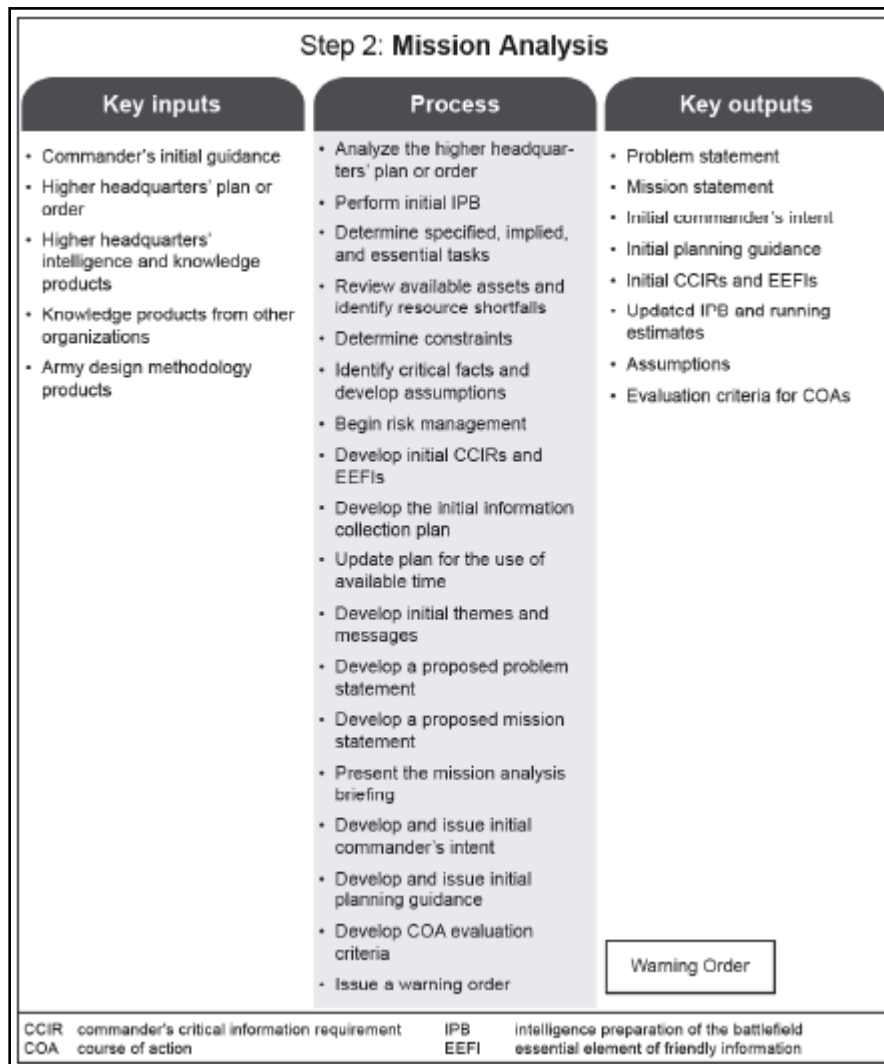 Step 2: Mission Analysis
Key inputs
• Commander's initial guidance
• Higher headquarters' plan or
order
• Higher headquarters'
intelligence and knowledge
products
• Knowledge products from other
organizations
• Army design methodology
products
Process
• Analyze the higher headquar-
ters' plan or order
• Perform initial IPB
• Determine specified, implied,
and essential tasks
• Review available assets and
identify resource shortfalls
• Determine constraints
• Identify critical facts and
develop assumptions
• Begin risk management
• Develop initial CCIRs and
EEFIs
• Develop the initial information
collection plan
• Update plan for the use of
available time
• Develop initial themes and
messages
• Develop a proposed problem
statement
• Develop a proposed mission
statement
• Present the mission analysis
briefing
• Develop and issue initial
commander's intent
• Develop and issue initial
planning guidance
• Develop COA evaluation
criteria
• Issue a warning order
Key outputs
• Problem statement
• Mission statement
• Initial commander's intent
• Initial planning guidance
• Initial CCIRs and EEFIs
• Updated IPB and running
estimates
• Assumptions
• Evaluation criteria for COAs
Warning Order
CCIR commander's critical information requirement IPB intelligence preparation of the battlefield
COA course of action EEFI essential element of friendly information